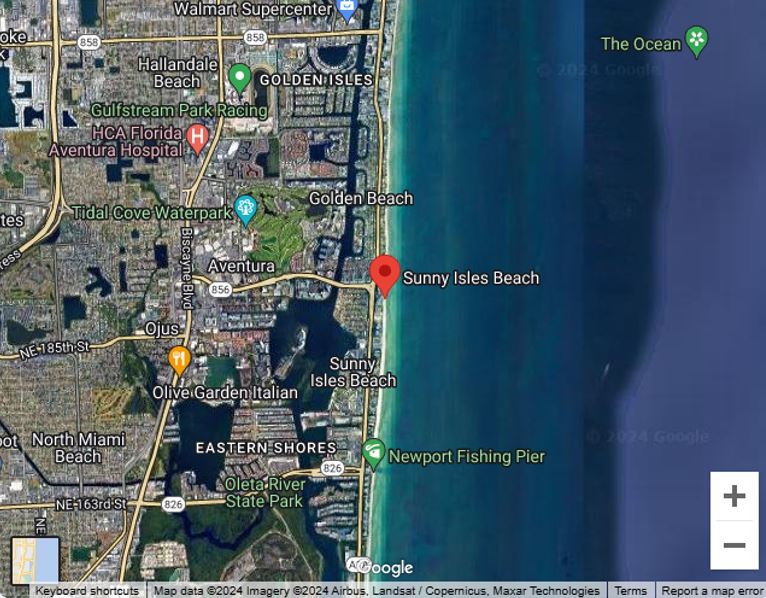 Walmart Supercenter
858
858
The Ocean
© 2024 Google
Hallandale
Beach
GOLDEN ISLES
Gulfstream Park Racing
HCA Florida
Aventura Hospital
H
Golden Beach
Tidal Cove Waterpark
tes
Biscayne Blvd
ress
Aventura
Sunny Isles Beach
856
Ojus
NE 185th St
Sunny
Isles Beach
Olive Garden Italian
© 2024 Google
North Miami
Beach
EASTERN SHORES
Newport Fishing Pier
826
Oleta River
State Park
NE 163rd St
826
NE
+
−
Google
Keyboard shortcuts
Map data ©2024 Imagery ©2024 Airbus, Landsat / Copernicus, Maxar Technologies
Terms
Report a map error